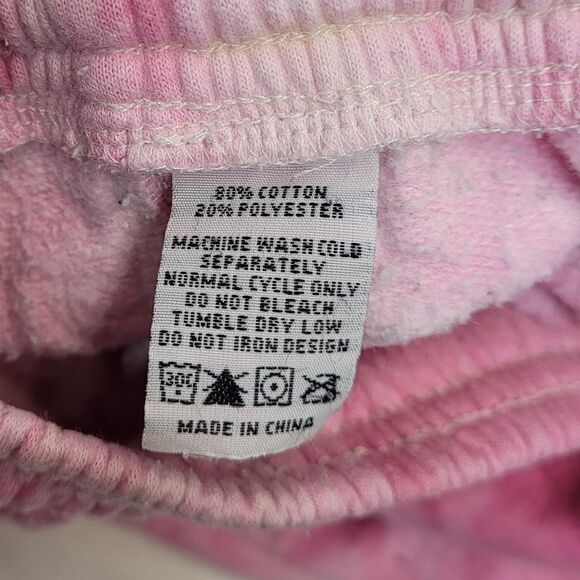 80% COTTON
20% POLYESTER
MACHINE WASH COLD
SEPARATELY
NORMAL CYCLE ONLY
DO NOT BLEACH
TUMBLE DRY LOW
DO NOT IRON DESIGN
30C
MADE IN CHINA